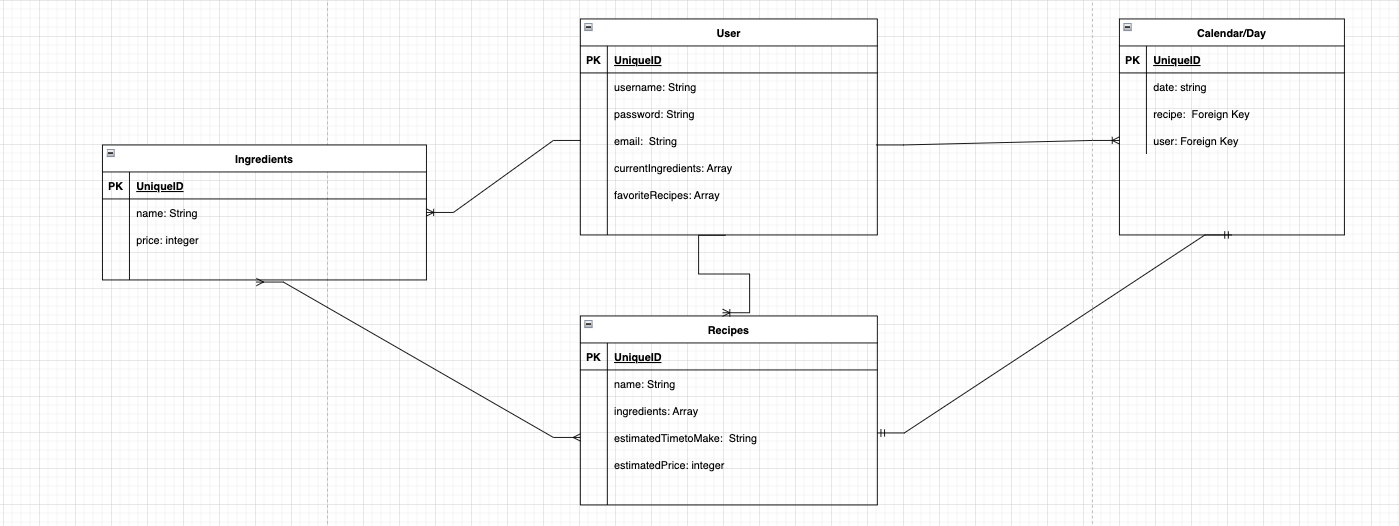 User
PK UniqueID
username: String
password: String
email: String
currentIngredients: Array
favoriteRecipes: Array
Calendar/Day
PK UniqueID
date: string
recipe: Foreign Key
user: Foreign Key
Ingredients
PK UniqueID
name: String
price: integer
Recipes
PK UniqueID
name: String
ingredients: Array
estimatedTimetoMake: String
estimatedPrice: integer